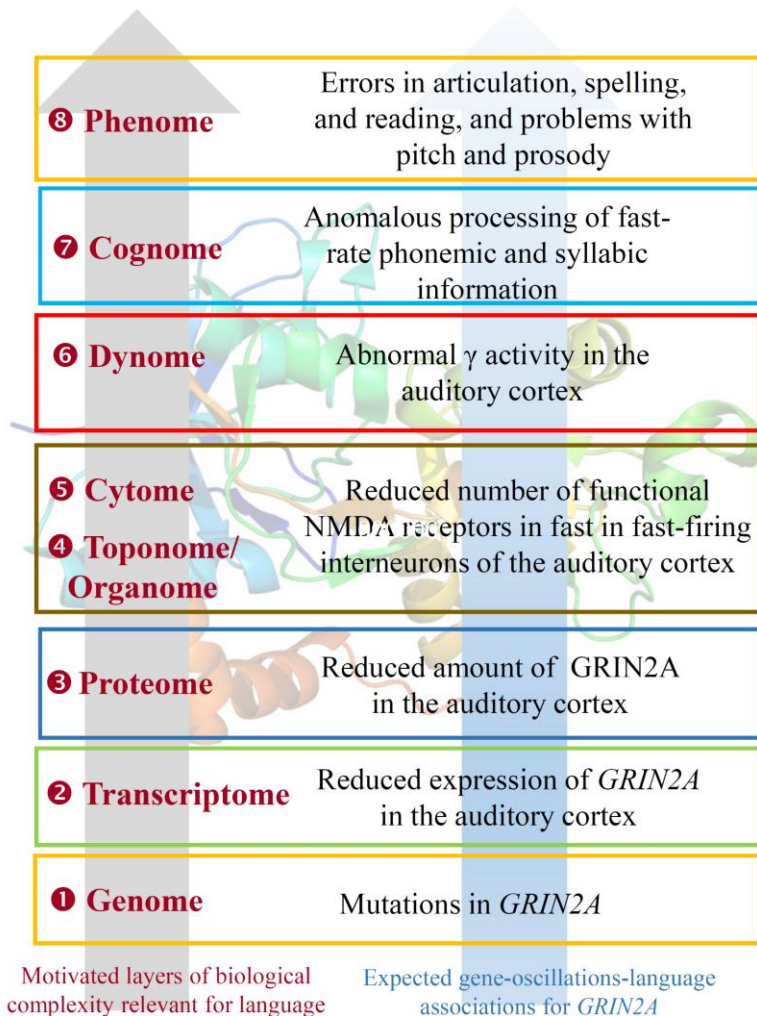 ❽ Phenome
Errors in articulation, spelling,
and reading, and problems with
pitch and prosody
❼ Cognome
Anomalous processing of fast-
rate phonemic and syllabic
information
❻ Dynome
Abnormal γ activity in the
auditory cortex
❺ Cytome
❹ Toponome/
Organome
Reduced number of functional
NMDA receptors in fast in fast-firing
interneurons of the auditory cortex
❸ Proteome
Reduced amount of GRIN2A
in the auditory cortex
❷ Transcriptome
Reduced expression of GRIN2A
in the auditory cortex
❶ Genome
Mutations in GRIN2A
Motivated layers of biological
complexity relevant for language
Expected gene-oscillations-language
associations for GRIN2A